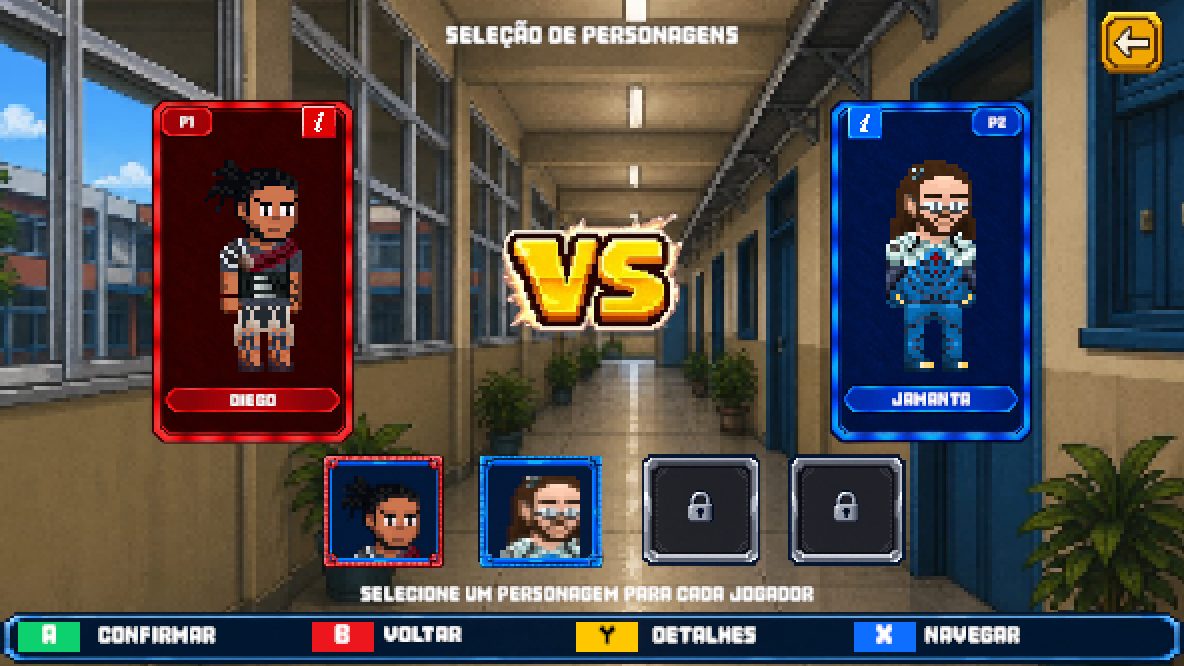 SELEÇÃO DE PERSONAGENS
P1
i
i
P2
VS
DIEGO
JAMANTA
SELECIONE UM PERSONAGEM PARA CADA JOGADOR
A CONFIRMAR
B VOLTAR
Y DETALHES
X NAVEGAR